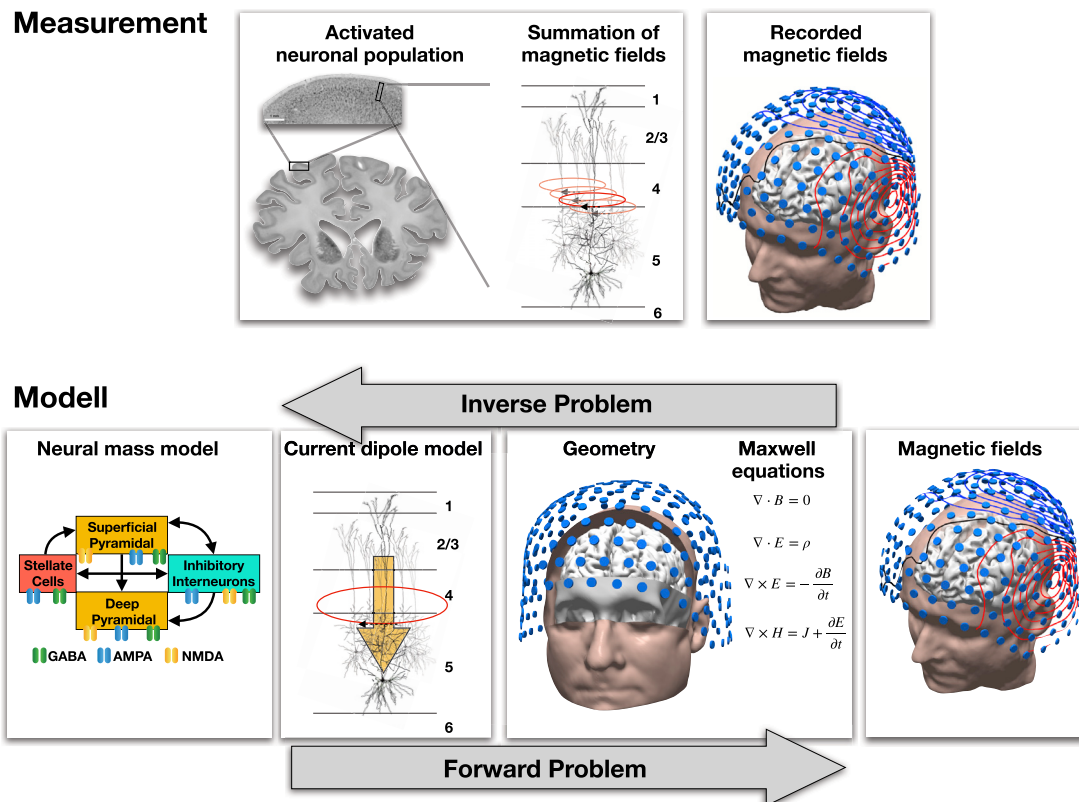 Measurement
Activated
neuronal population
Summation of
magnetic fields
1
2/3
4
5
6
Recorded
magnetic fields
Modell
Inverse Problem
Neural mass model
Superficial
Pyramidal
Stellate
Cells
Inhibitory
Interneurons
Deep
Pyramidal
GABA
AMPA
NMDA
Current dipole model
1
2/3
4
5
6
Geometry
Maxwell
equations
∇ · B = 0
∇ · E = ρ
∇ × E = − ∂B/∂t
∇ × H = J + ∂E/∂t
Magnetic fields
Forward Problem